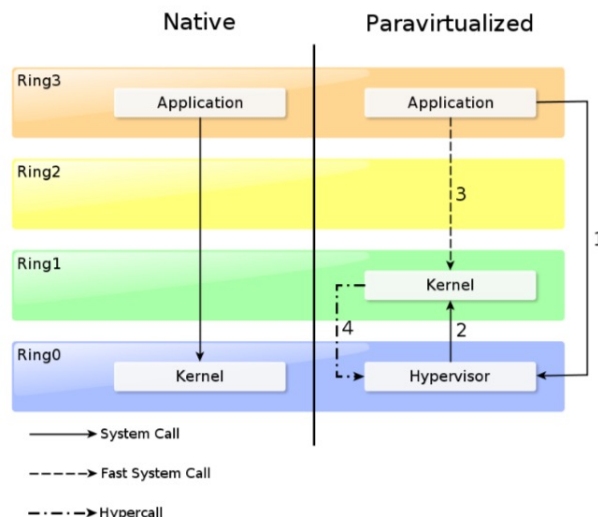 Native
Paravirtualized
Ring3
Application
Application
Ring2
3
Ring1
Kernel
4
2
Ring0
Kernel
Hypervisor
System Call
Fast System Call
Hypercall